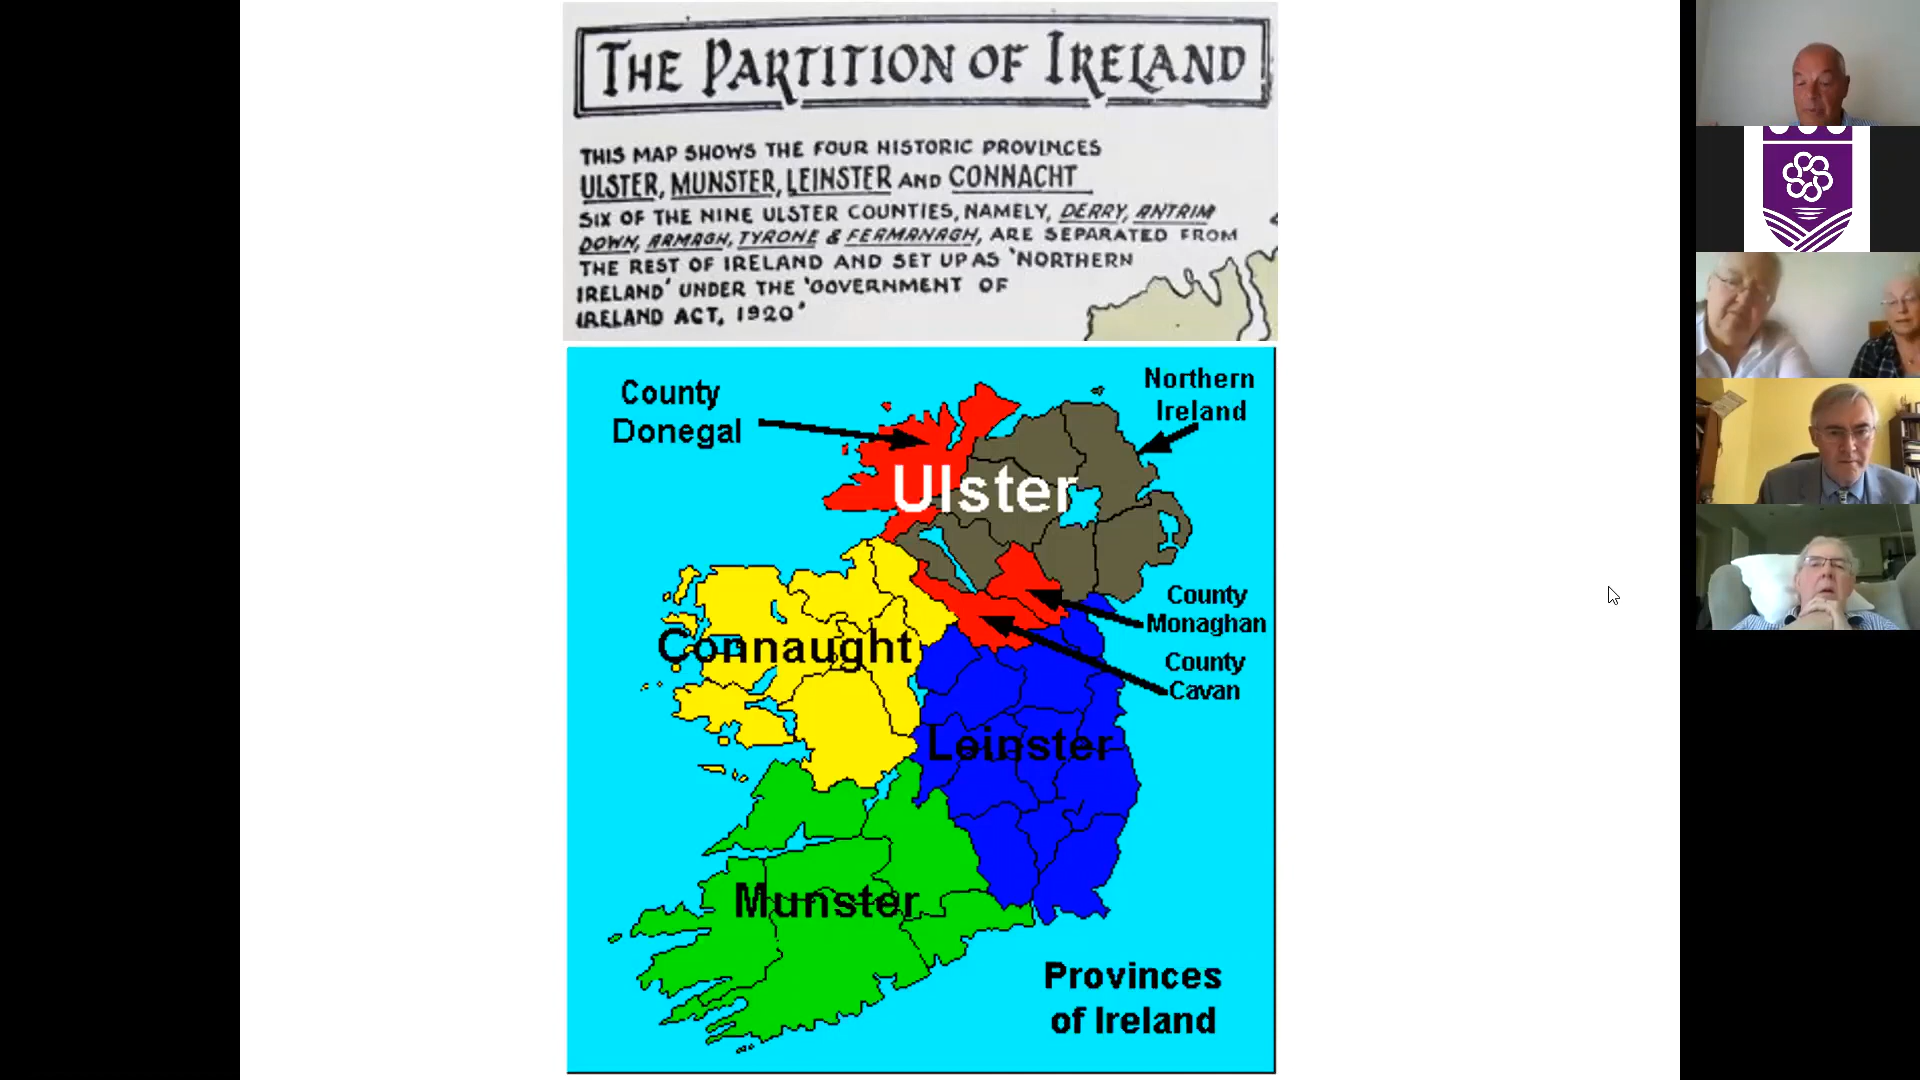 THE PARTITION OF IRELAND
THIS MAP SHOWS THE FOUR HISTORIC PROVINCES
ULSTER, MUNSTER, LEINSTER AND CONNACHT
SIX OF THE NINE ULSTER COUNTIES, NAMELY, DERRY, ANTRIM
DOWN, ARMAGH, TYRONE & FERMANAGH, ARE SEPARATED FROM
THE REST OF IRELAND AND SET UP AS 'NORTHERN
IRELAND' UNDER THE 'GOVERNMENT OF
IRELAND ACT, 1920'
County
Donegal
Northern
Ireland
Ulster
County
Monaghan
Connaught
County
Cavan
Leinster
Munster
Provinces
of Ireland